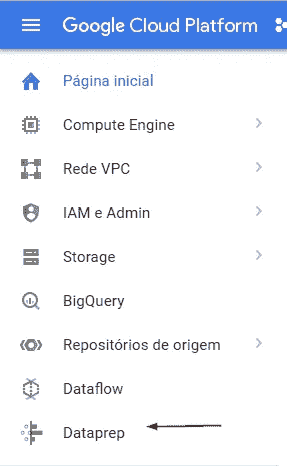 Google Cloud Platform
Página inicial
Compute Engine
Rede VPC
IAM e Admin
Storage
BigQuery
Repositórios de origem
Dataflow
Dataprep